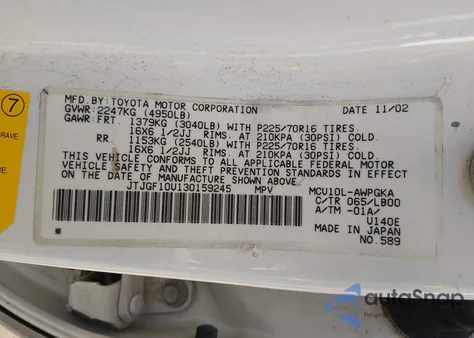 7
RAVE.
MFD.BY:TOYOTA MOTOR CORPORATION DATE 11/02
GVWR:2247KG (4950LB)
GAWR:FRT. 1379KG (3040LB) WITH P225/70R16 TIRES.
16X6 1/2JJ RIMS. AT 210KPA (30PSI) COLD.
RR. 1153KG (2540LB) WITH P225/70R16 TIRES.
16X6 1/2JJ RIMS. AT 210KPA (30PSI) COLD.
THIS VEHICLE CONFORMS TO ALL APPLICABLE FEDERAL MOTOR
VEHICLE SAFETY AND THEFT PREVENTION STANDARDS IN EFFECT
ON THE DATE OF MANUFACTURE SHOWN ABOVE.
JTJGF10U130159245 MPV MCU10L-AWPGKA
C/TR 065/LB00
A/TM -01A/
U140E
MADE IN JAPAN
NO.589
autoSnap